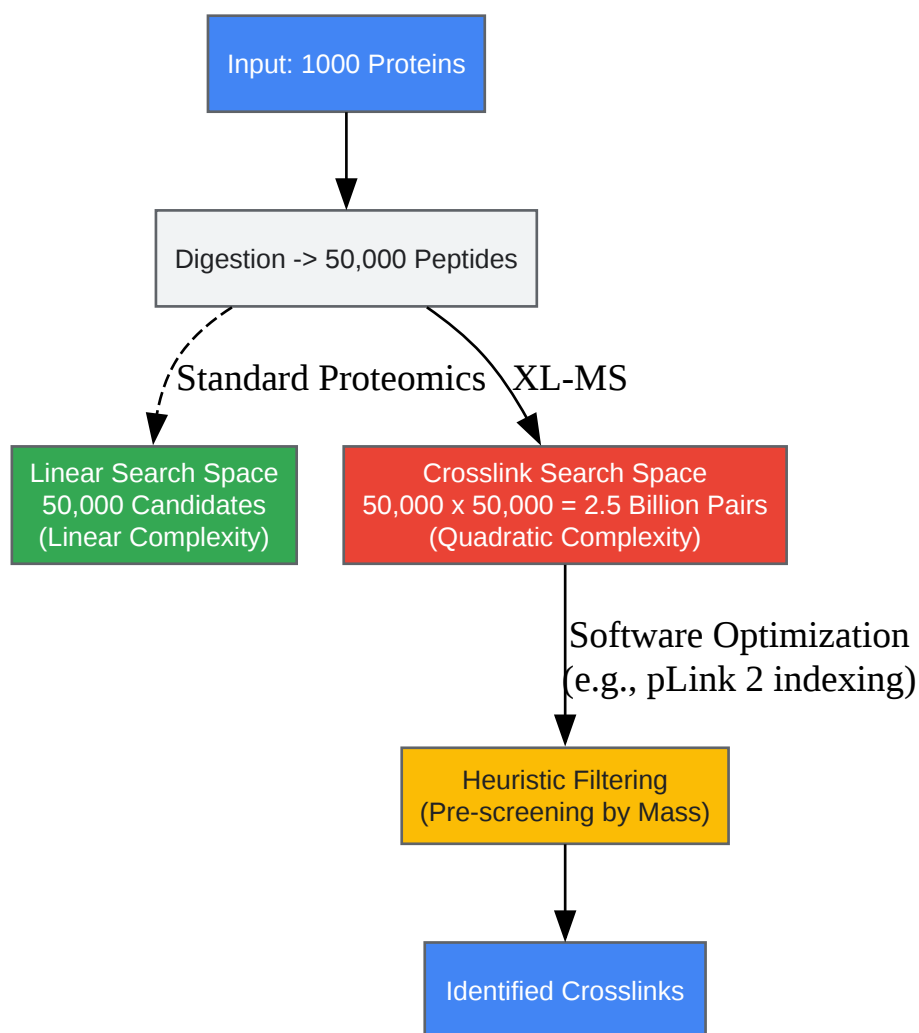 Input: 1000 Proteins
Digestion -> 50,000 Peptides
Standard Proteomics
XL-MS
Linear Search Space
50,000 Candidates
(Linear Complexity)
Crosslink Search Space
50,000 x 50,000 = 2.5 Billion Pairs
(Quadratic Complexity)
Software Optimization
(e.g., pLink 2 indexing)
Heuristic Filtering
(Pre-screening by Mass)
Identified Crosslinks